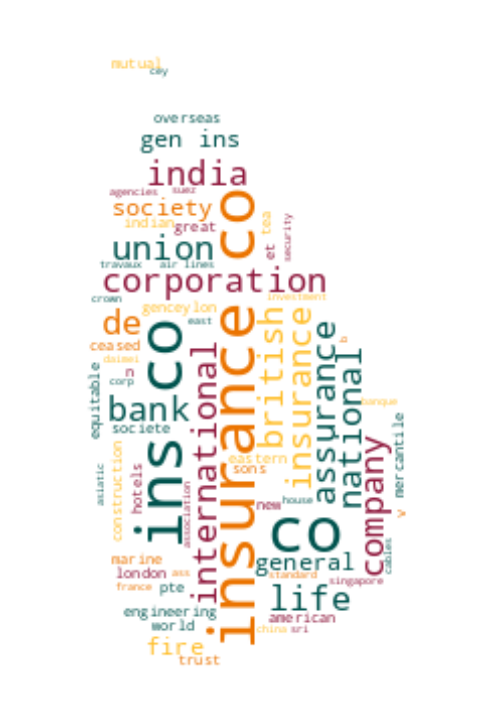 mutual
cey
overseas
gen ins
india
agencies
suez
society
insurance co
indian
great
tea
security
union
et
travaux
air lines
corporation
crown
genceylon
investment
east
de
ins co
british
insurance
assurance
national
b
ceased
daimei
n
corp
international
equitable
bank
banque
societe
mercantile
company
construction
eastern
sons
asiatic
hotels
association
new
house
v
co
cables
marine
general
london
ass
standard
singapore
france
pte
life
engineering
world
american
china
sri
fire
trust